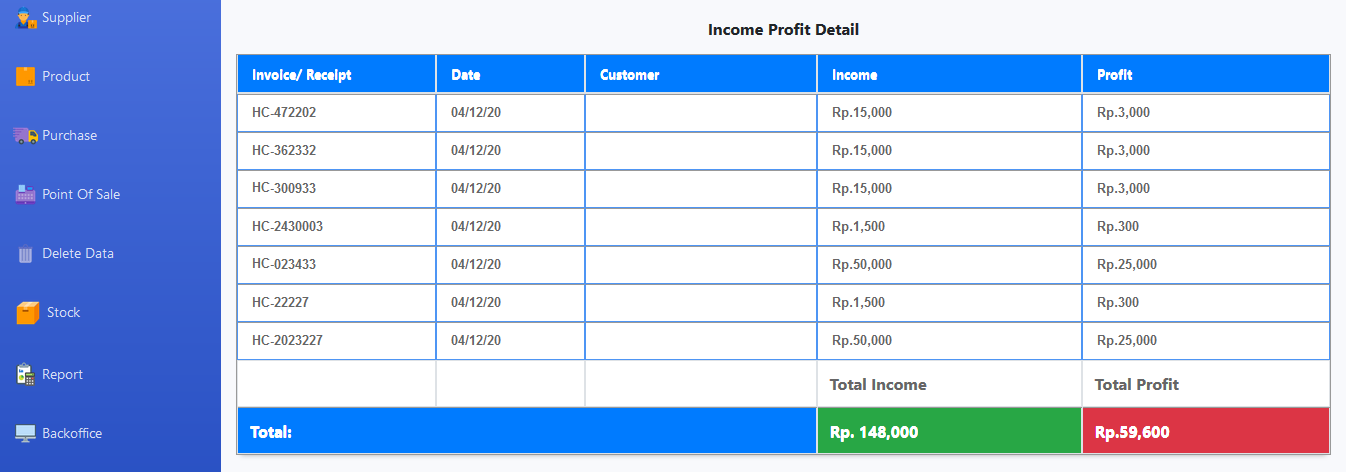 Supplier
Product
Purchase
Point Of Sale
Delete Data
Stock
Report
Backoffice
Income Profit Detail
Invoice/ Receipt Date Customer Income Profit
HC-472202 04/12/20 Rp.15,000 Rp.3,000
HC-362332 04/12/20 Rp.15,000 Rp.3,000
HC-300933 04/12/20 Rp.15,000 Rp.3,000
HC-2430003 04/12/20 Rp.1,500 Rp.300
HC-023433 04/12/20 Rp.50,000 Rp.25,000
HC-22227 04/12/20 Rp.1,500 Rp.300
HC-2023227 04/12/20 Rp.50,000 Rp.25,000
Total Income Total Profit
Total: Rp. 148,000 Rp.59,600